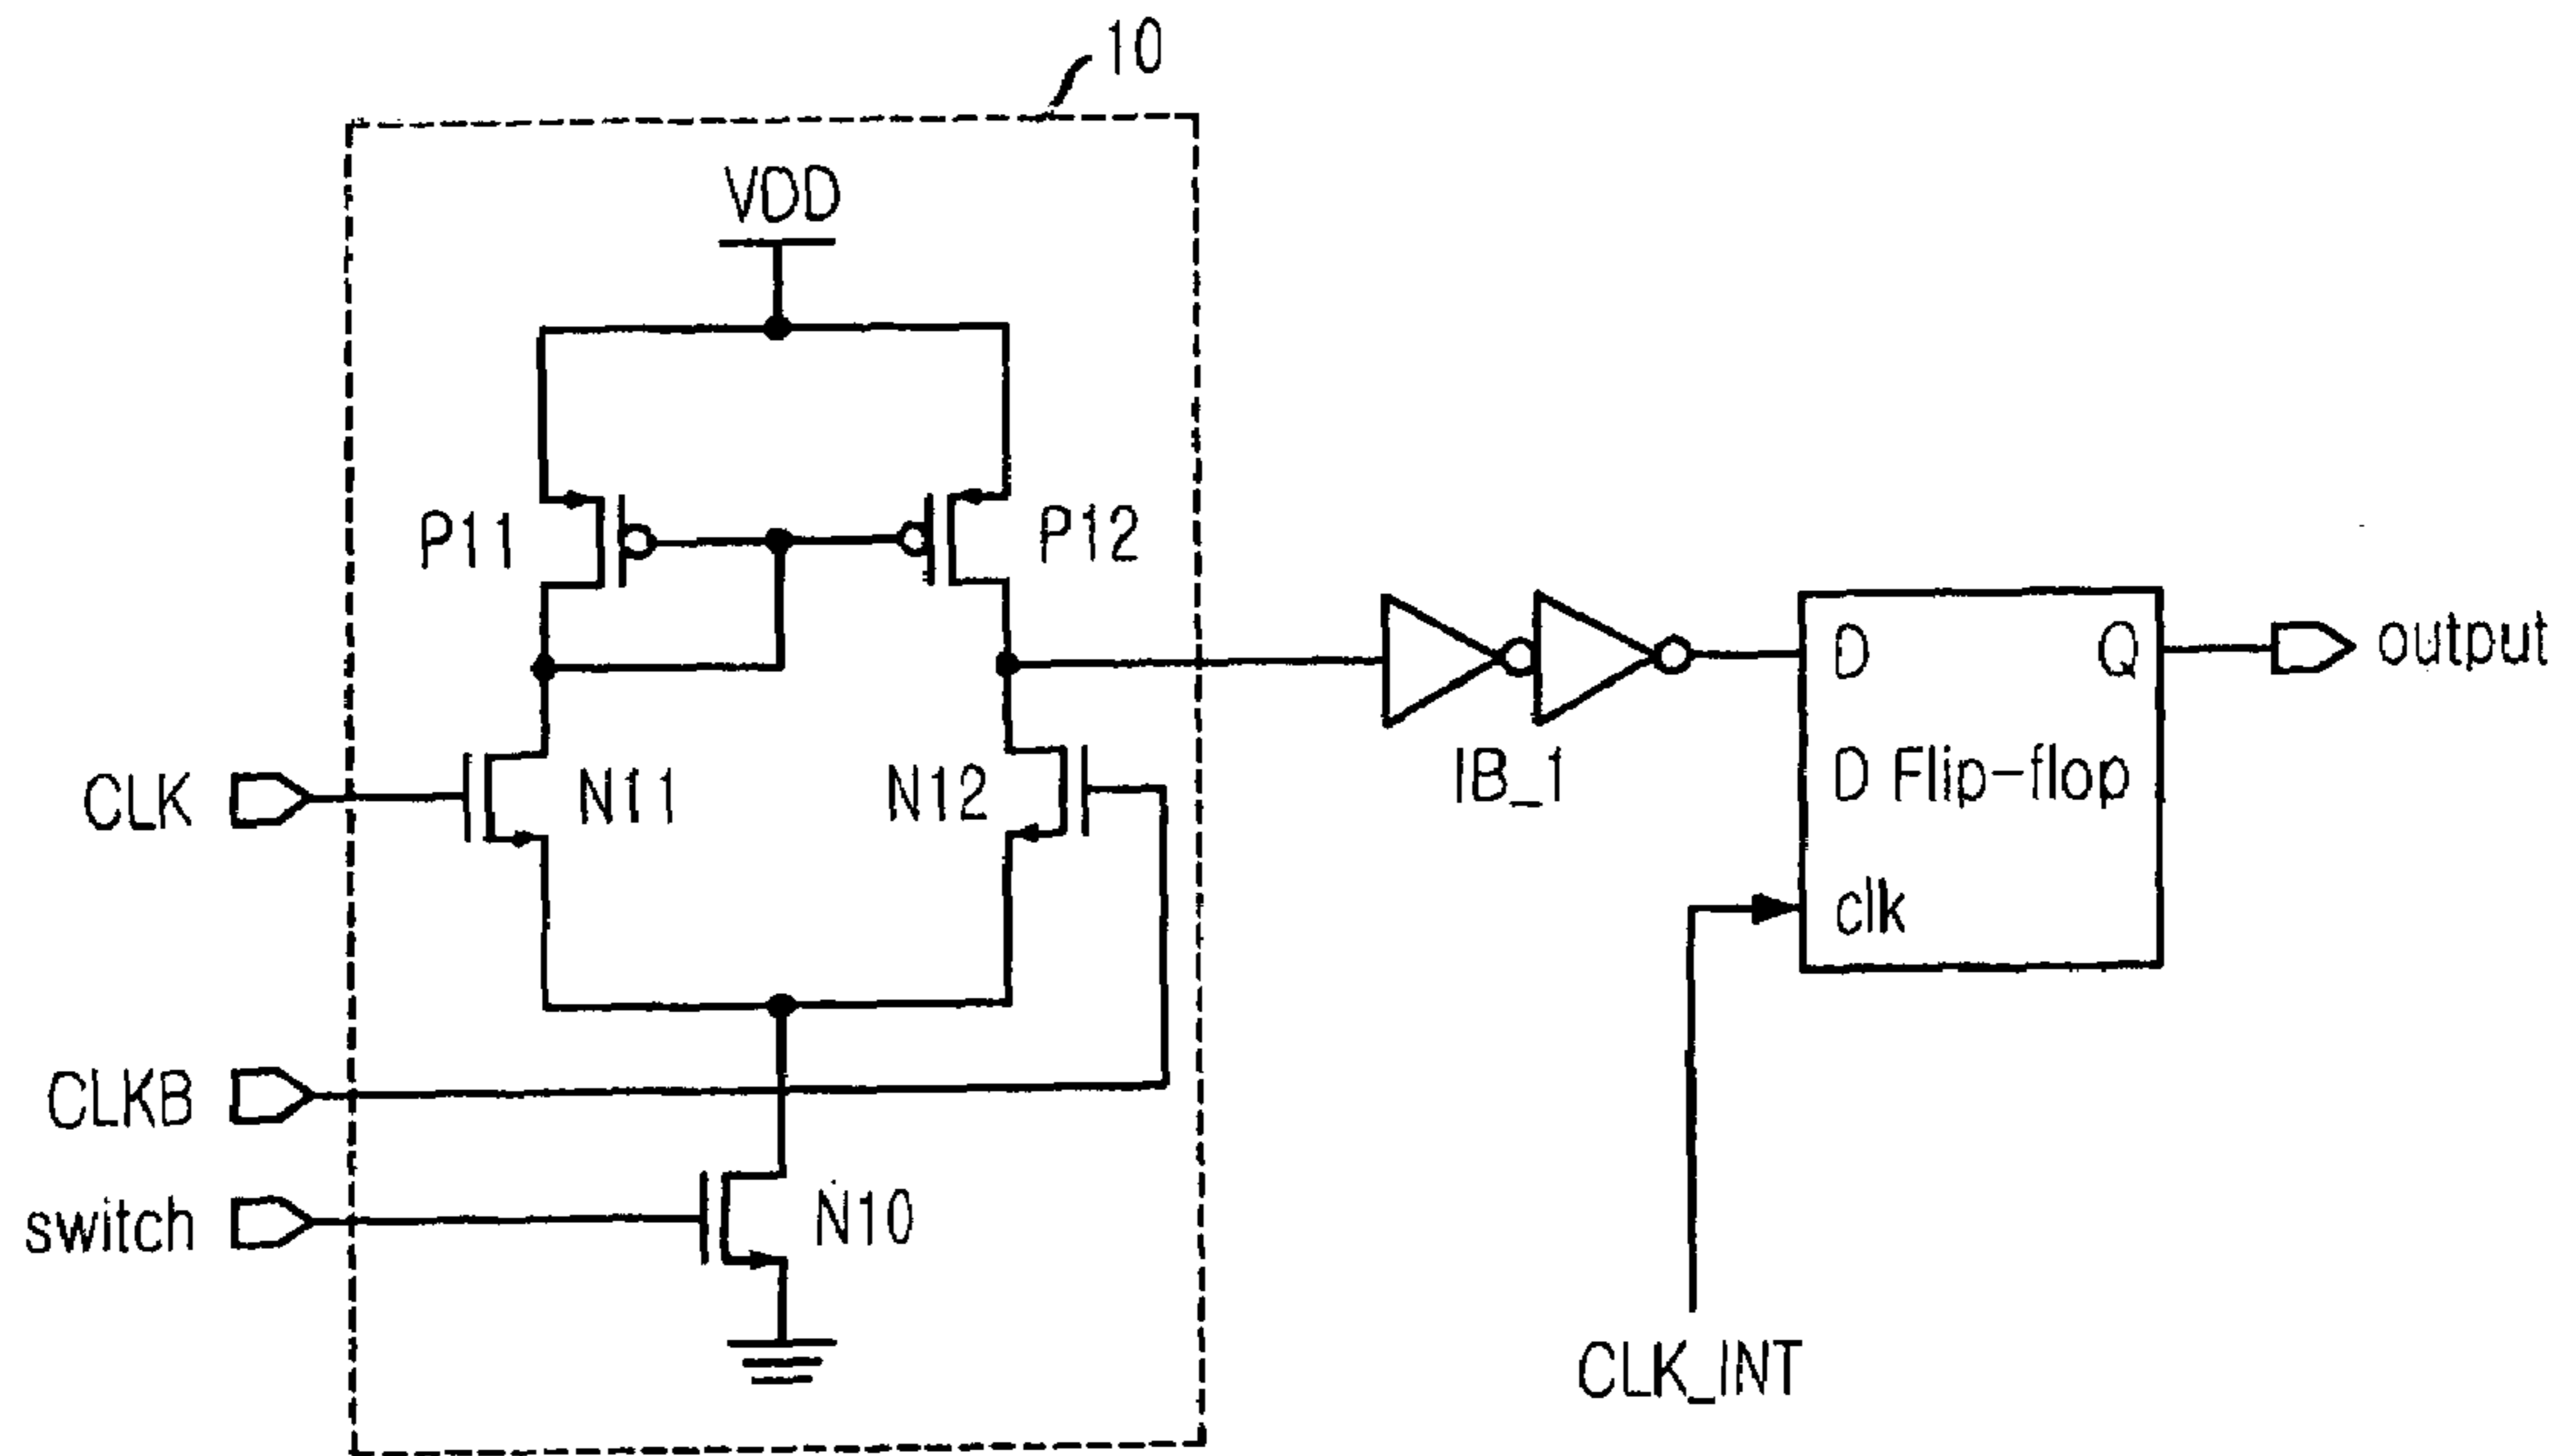 10
VDD
P11
P12
D
Q
output
CLK
N11
N12
IB_1
D Flip-flop
clk
CLKB
switch
N10
CLK_INT